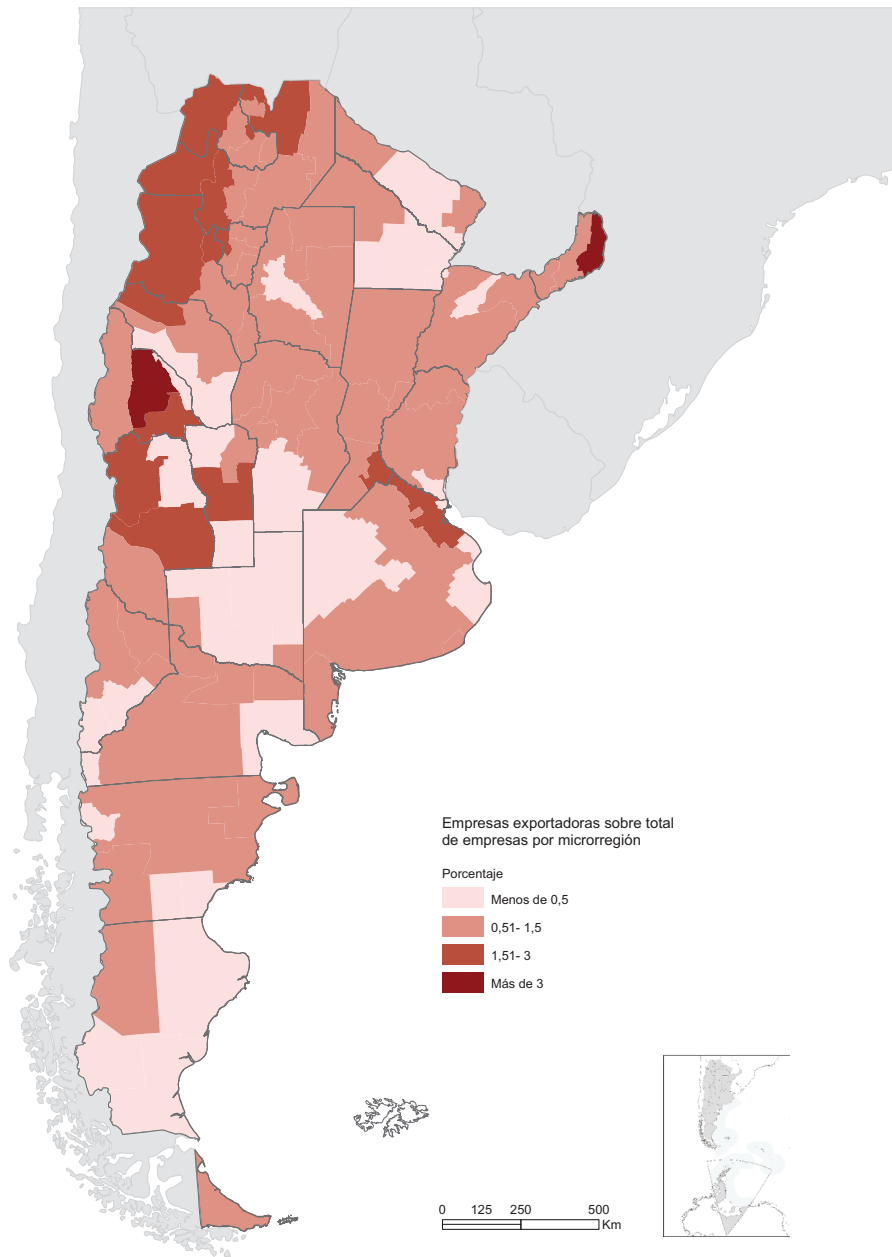 Empresas exportadoras sobre total
de empresas por microrregión
Porcentaje
Menos de 0,5
0,51- 1,5
1,51- 3
Más de 3
0 125 250 500
Km